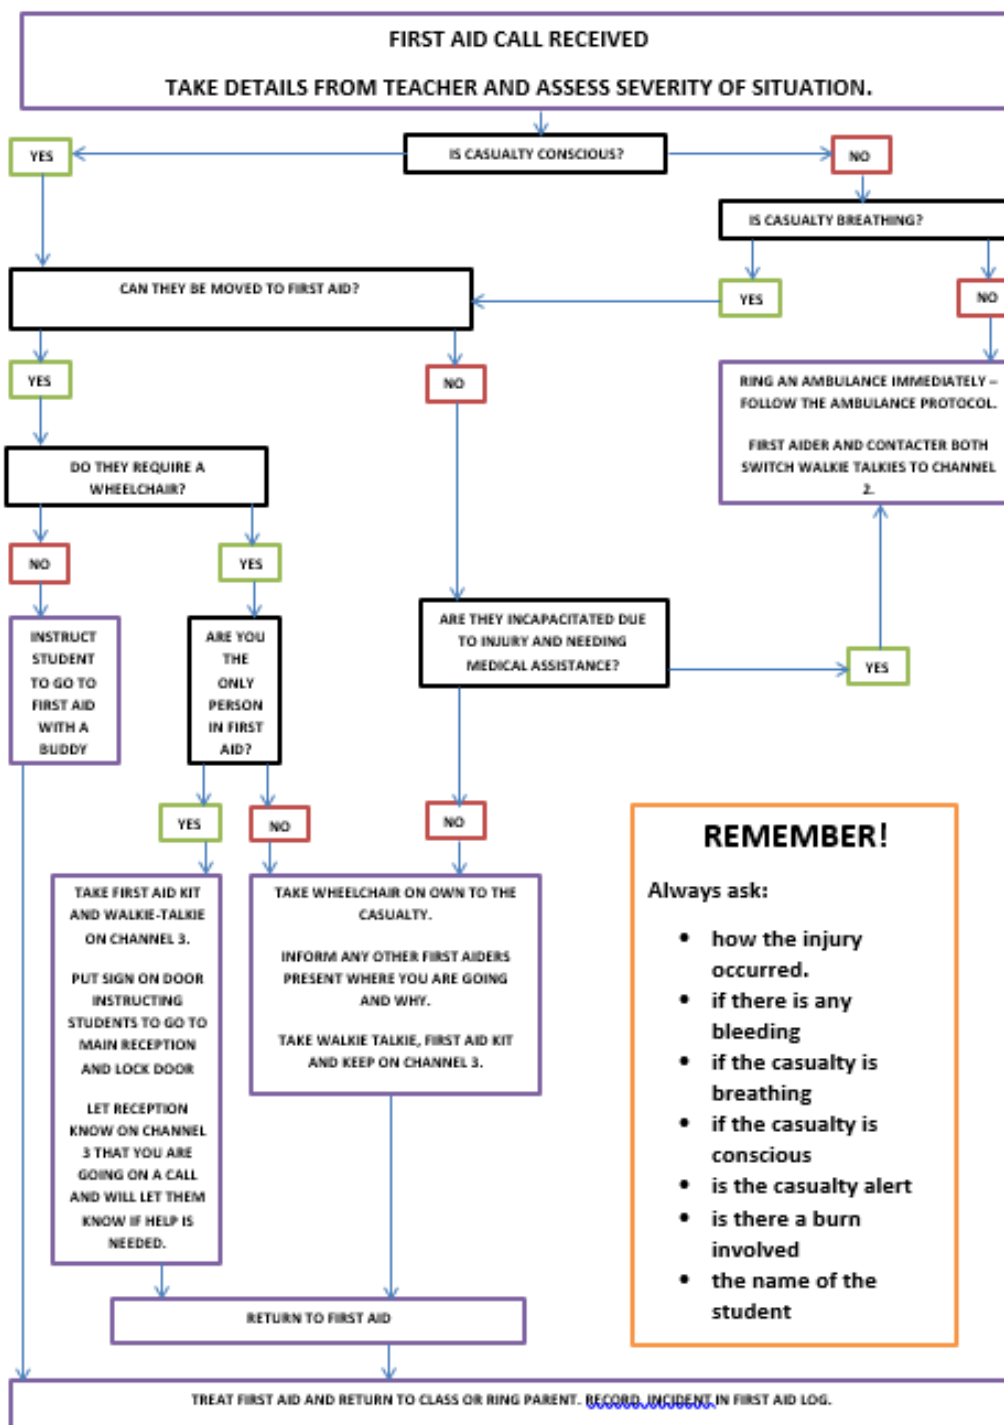 FIRST AID CALL RECEIVED
TAKE DETAILS FROM TEACHER AND ASSESS SEVERITY OF SITUATION.
YES
IS CASUALTY CONSCIOUS?
NO
IS CASUALTY BREATHING?
CAN THEY BE MOVED TO FIRST AID?
YES
NO
YES
NO
RING AN AMBULANCE IMMEDIATELY –
FOLLOW THE AMBULANCE PROTOCOL.
FIRST AIDER AND CONTACTER BOTH
SWITCH WALKIE TALKIES TO CHANNEL
2.
DO THEY REQUIRE A
WHEELCHAIR?
NO
YES
INSTRUCT
STUDENT
TO GO TO
FIRST AID
WITH A
BUDDY
ARE YOU
THE
ONLY
PERSON
IN FIRST
AID?
ARE THEY INCAPACITATED DUE
TO INJURY AND NEEDING
MEDICAL ASSISTANCE?
YES
YES
NO
NO
TAKE FIRST AID KIT
AND WALKIE-TALKIE
ON CHANNEL 3.
PUT SIGN ON DOOR
INSTRUCTING
STUDENTS TO GO TO
MAIN RECEPTION
AND LOCK DOOR
LET RECEPTION
KNOW ON CHANNEL
3 THAT YOU ARE
GOING ON A CALL
AND WILL LET THEM
KNOW IF HELP IS
NEEDED.
TAKE WHEELCHAIR ON OWN TO THE
CASUALTY.
INFORM ANY OTHER FIRST AIDERS
PRESENT WHERE YOU ARE GOING
AND WHY.
TAKE WALKIE TALKIE, FIRST AID KIT
AND KEEP ON CHANNEL 3.
REMEMBER!
Always ask:
• how the injury
occurred.
• if there is any
bleeding
• if the casualty is
breathing
• if the casualty is
conscious
• is the casualty alert
• is there a burn
involved
• the name of the
student
RETURN TO FIRST AID
TREAT FIRST AID AND RETURN TO CLASS OR RING PARENT. RECORD INCIDENT IN FIRST AID LOG.